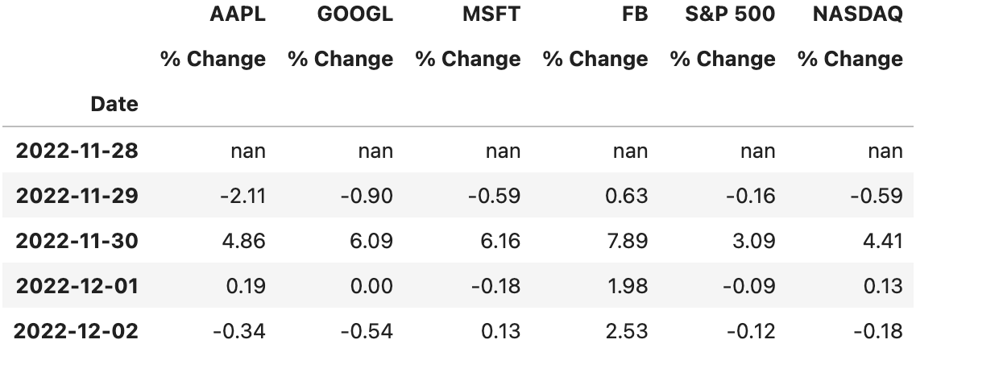 AAPL GOOGL MSFT FB S&P 500 NASDAQ
% Change % Change % Change % Change % Change % Change
Date
2022-11-28 nan nan nan nan nan nan
2022-11-29 -2.11 -0.90 -0.59 0.63 -0.16 -0.59
2022-11-30 4.86 6.09 6.16 7.89 3.09 4.41
2022-12-01 0.19 0.00 -0.18 1.98 -0.09 0.13
2022-12-02 -0.34 -0.54 0.13 2.53 -0.12 -0.18